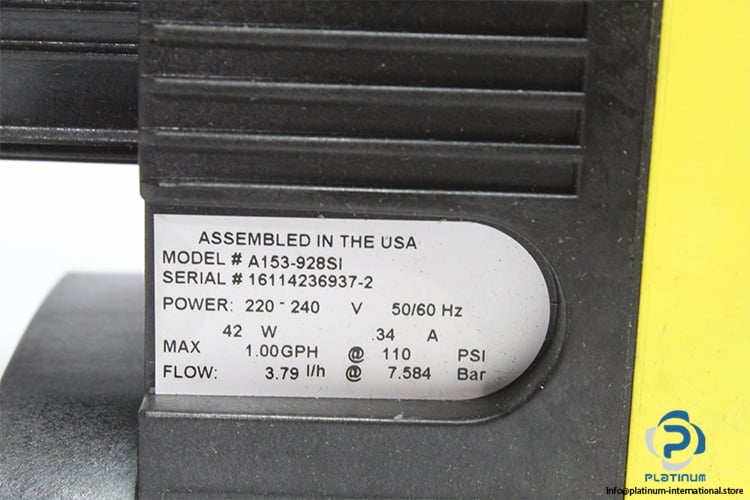 ASSEMBLED IN THE USA
MODEL # A153-928SI
SERIAL # 16114236937-2
POWER: 220 - 240 V 50/60 Hz
42 W .34 A
MAX 1.00GPH @ 110 PSI
FLOW: 3.79 l/h @ 7.584 Bar
PLATINUM
Info@platinum-international.store